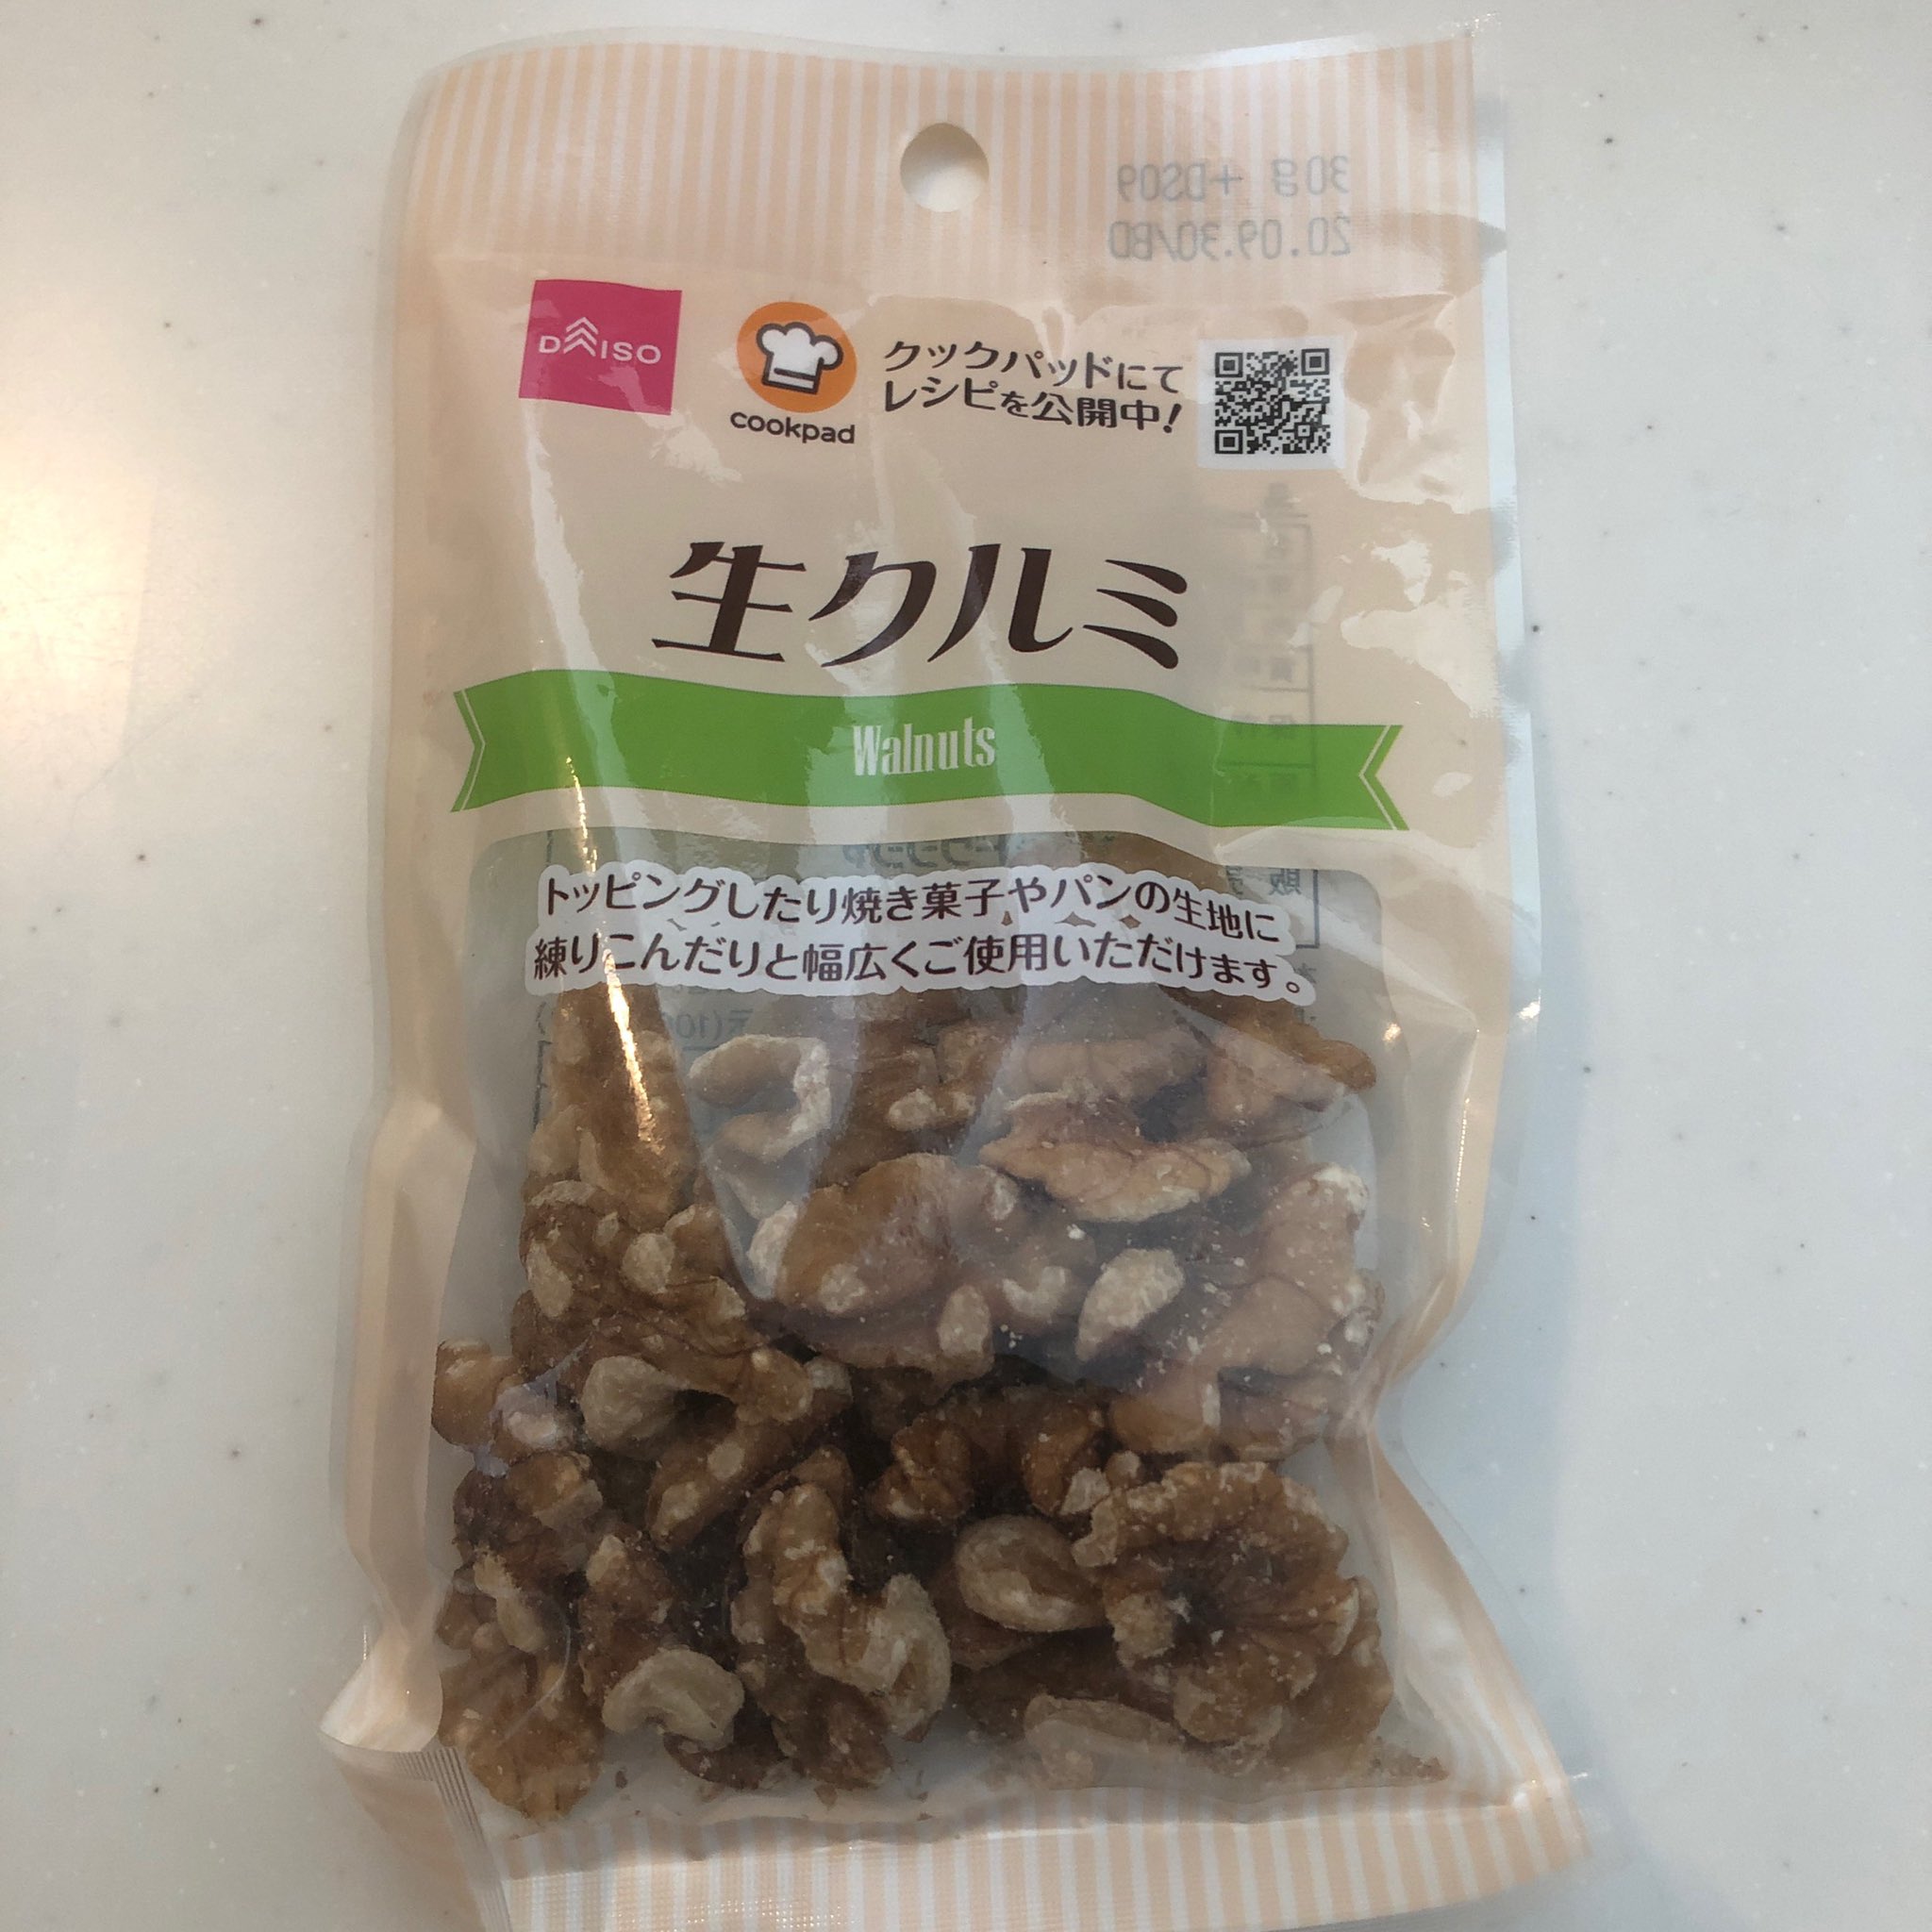 30g +DS09
20.09.30/BD
DAISO
cookpad
クックパッドにて
レシピを公開中!
生クルミ
Walnuts
トッピングしたり焼き菓子やパンの生地に
練りこんだりと幅広くご使用いただけます。